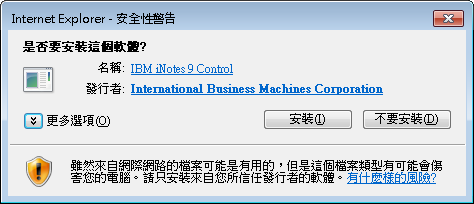 Internet Explorer - 安全性警告
是否要安裝這個軟體?
名稱: IBM iNotes 9 Control
發行者: International Business Machines Corporation
更多選項(O) 安裝(I) 不要安裝(D)
雖然來自網際網路的檔案可能是有用的，但是這個檔案類型有可能會傷
害您的電腦。請只安裝來自您所信任發行者的軟體。有什麼樣的風險?